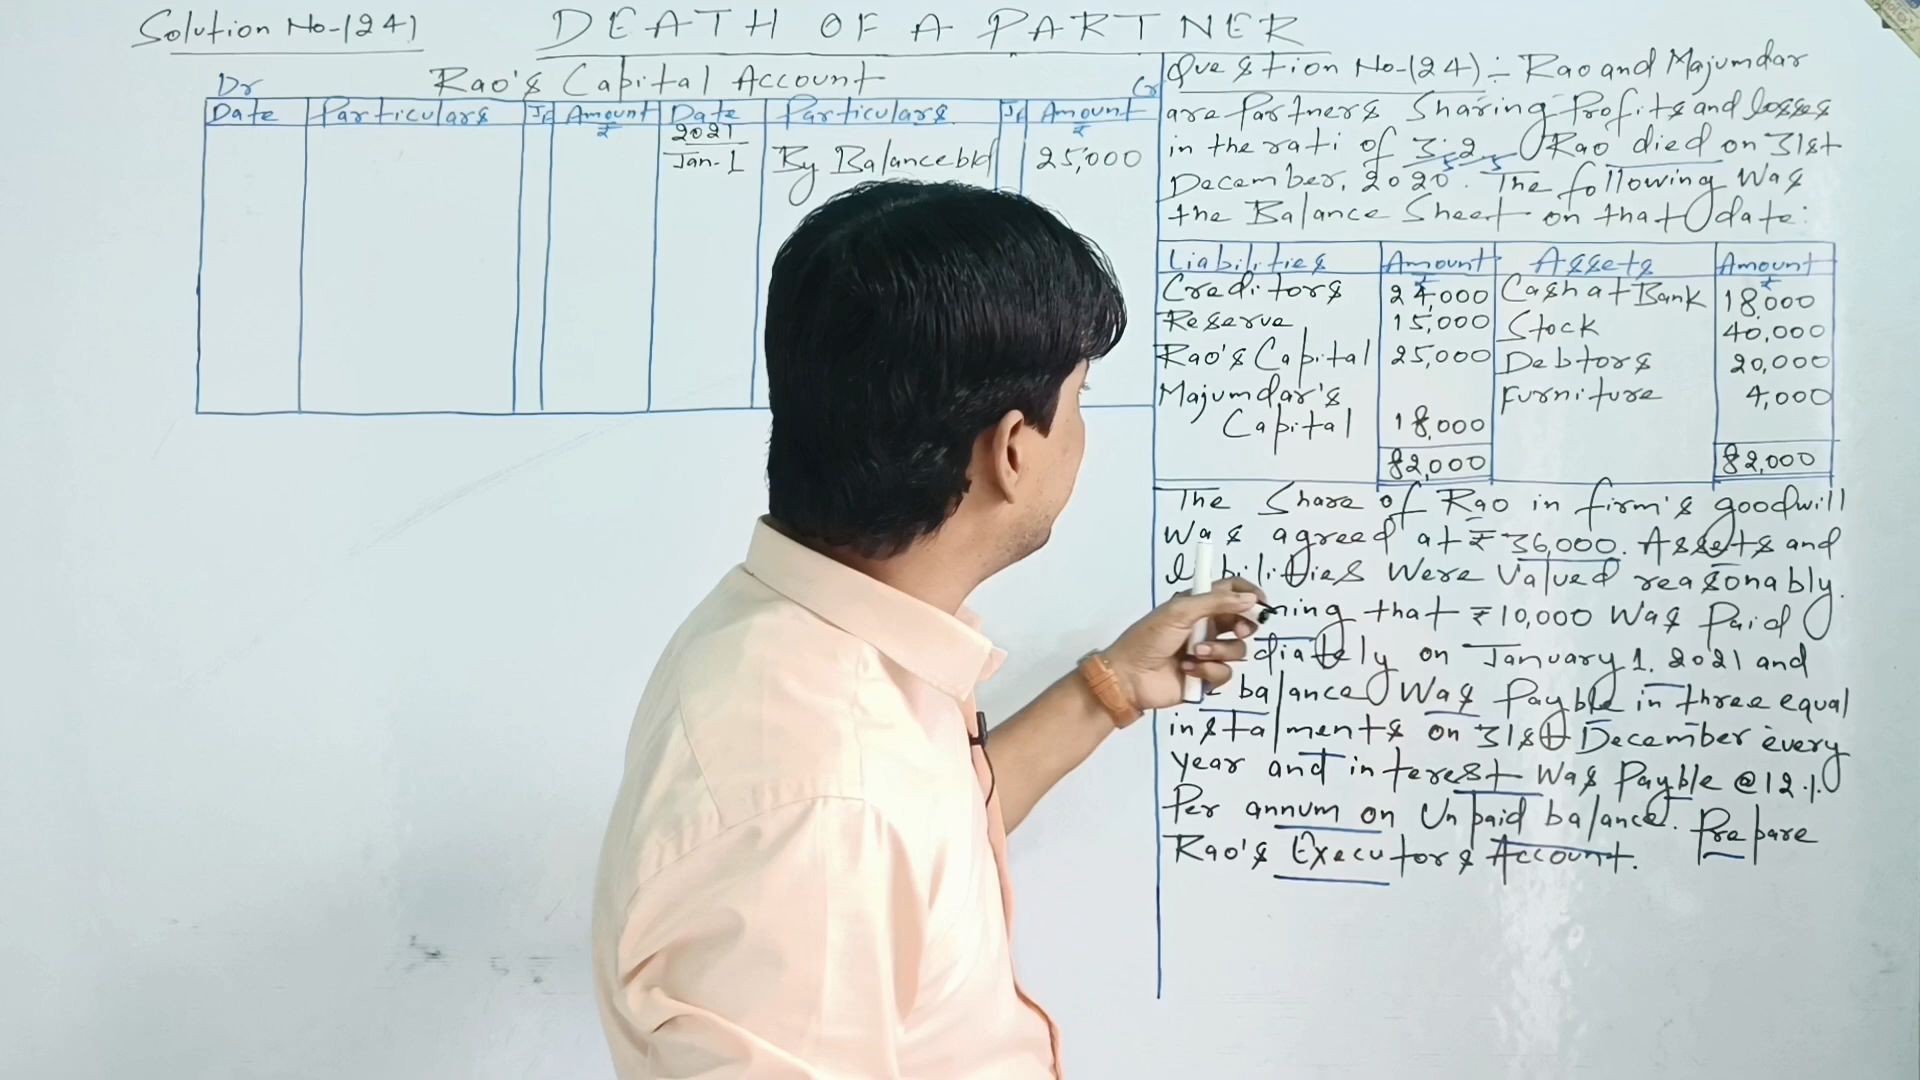 Solution No-(24)
DEATH OF A PARTNER
Dr Rao's Capital Account Cr
Date Particulars J.f Amount ₹ Date Particulars J.f Amount ₹
2021
Jan-1 By Balance b/d 25,000
Question No-(24) :- Rao and Majumdar
are Partners Sharing Profits and losses
in the rati of 3:2. Rao died on 31st
5 5
December, 2020. The following Was
the Balance Sheet on that date:
Liabilities Amount ₹ Assets Amount ₹
Creditors 24,000 Cash at Bank 18,000
Reserve 15,000 Stock 40,000
Rao's Capital 25,000 Debtors 20,000
Majumdar's Furniture 4,000
Capital 18,000
82,000 82,000
The Share of Rao in firm's goodwill
Was agreed at ₹36,000. Assets and
Were Valued reasonably.
that ₹10,000 Was Paid
on January 1. 2021 and
balance Was Payble in three equal
instalments on 31st December every
Year and interest Was Payble @12%
Per annum on Unpaid balance. Prepare
Rao's Executors Account.